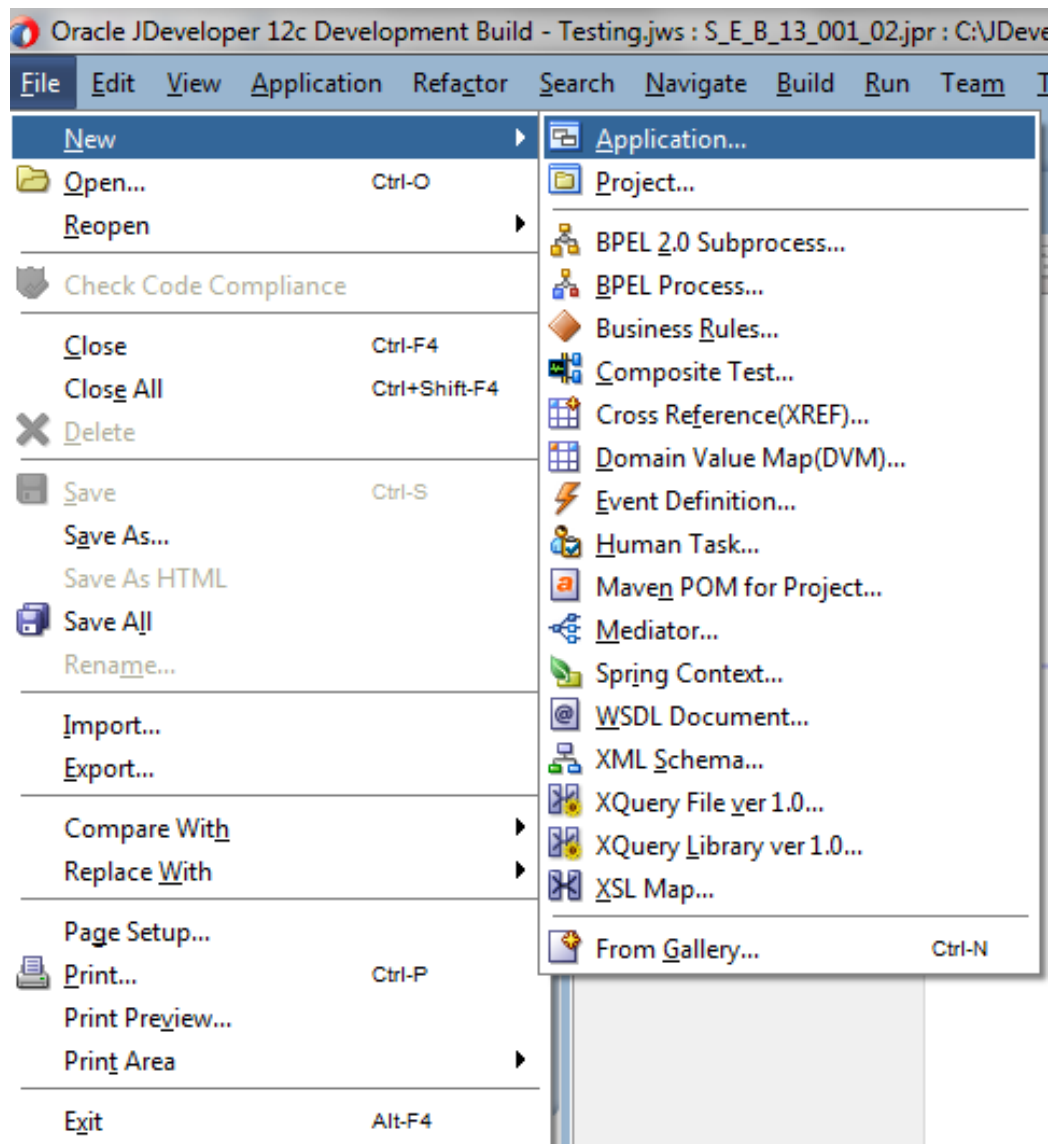 Oracle JDeveloper 12c Development Build - Testing.jws : S_E_B_13_001_02.jpr : C:\JDeve
File Edit View Application Refactor Search Navigate Build Run Team T
New
Open... Ctrl-O
Reopen
Check Code Compliance
Close Ctrl-F4
Close All Ctrl+Shift-F4
Delete
Save Ctrl-S
Save As...
Save As HTML
Save All
Rename...
Import...
Export...
Compare With
Replace With
Page Setup...
Print... Ctrl-P
Print Preview...
Print Area
Exit Alt-F4
Application...
Project...
BPEL 2.0 Subprocess...
BPEL Process...
Business Rules...
Composite Test...
Cross Reference(XREF)...
Domain Value Map(DVM)...
Event Definition...
Human Task...
Maven POM for Project...
Mediator...
Spring Context...
WSDL Document...
XML Schema...
XQuery File ver 1.0...
XQuery Library ver 1.0...
XSL Map...
From Gallery... Ctrl-N